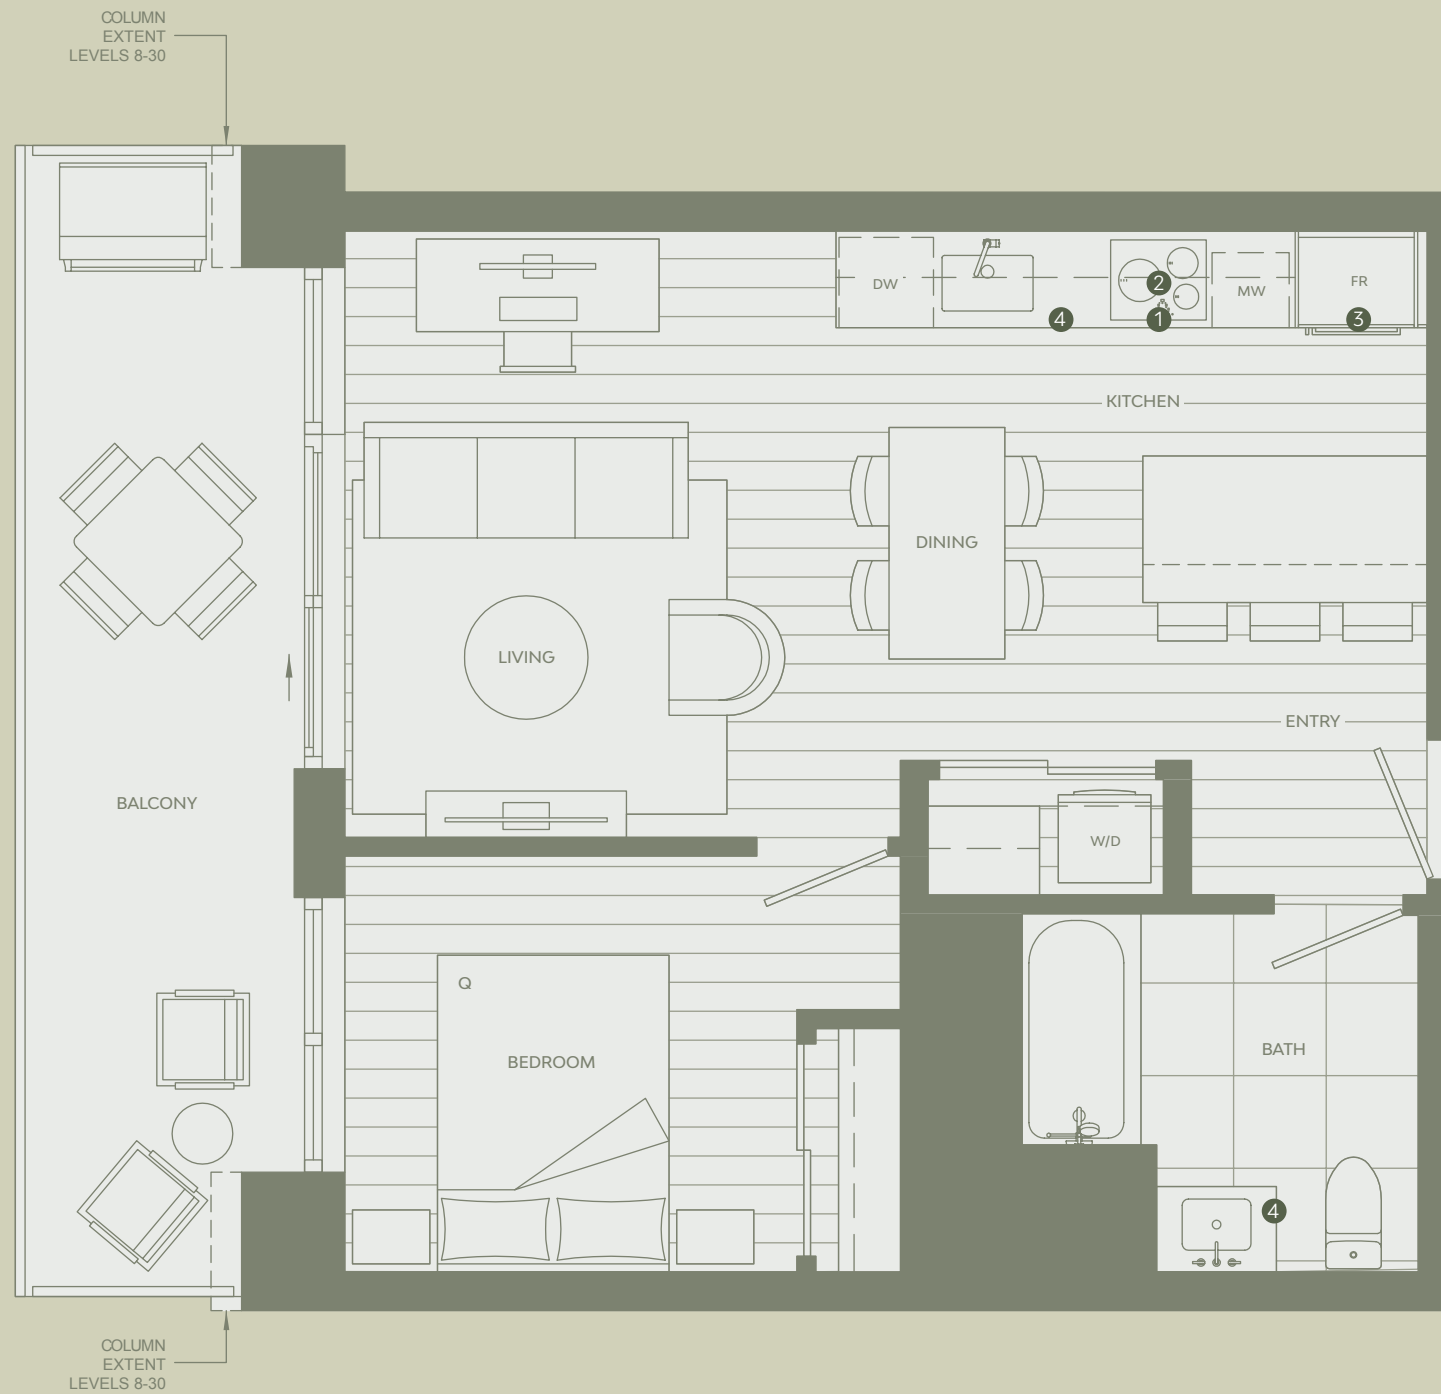 COLUMN
EXTENT
LEVELS 8-30
DW
2
MW
FR
4
1
3
KITCHEN
DINING
LIVING
ENTRY
BALCONY
W/D
Q
BEDROOM
BATH
4
COLUMN
EXTENT
LEVELS 8-30